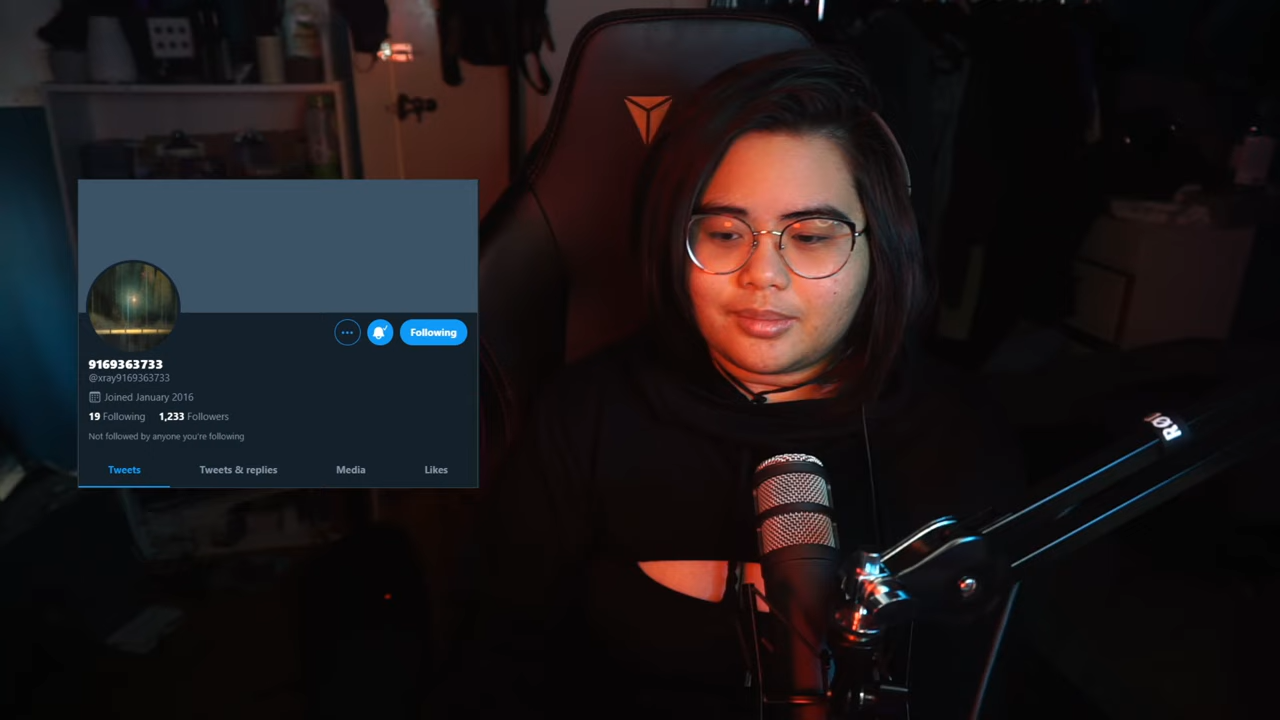 Following
9169363733
@xray9169363733
Joined January 2016
19 Following 1,233 Followers
Not followed by anyone you're following
Tweets Tweets & replies Media Likes